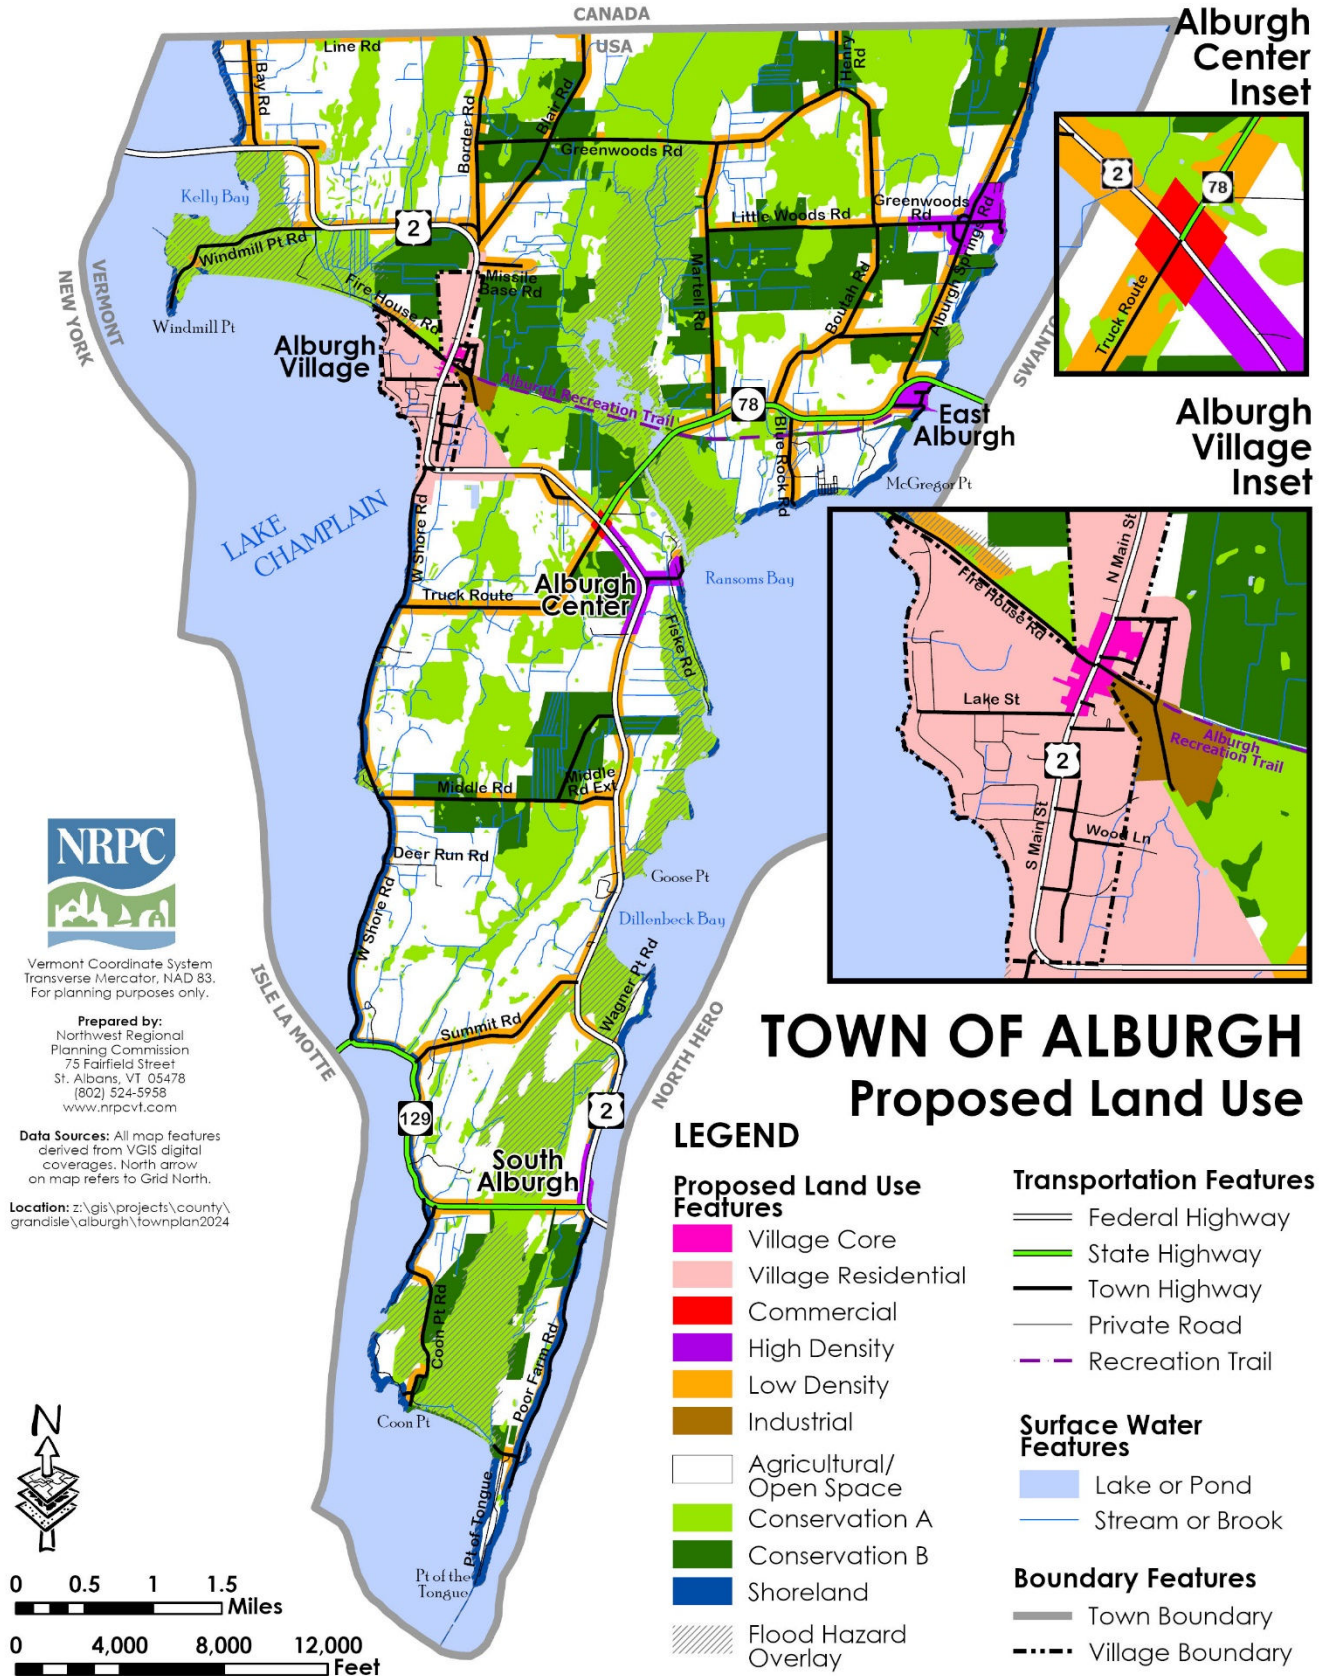 CANADA
USA
Line Rd
Bay Rd
Border Rd
Blair Rd
Henry Rd
Greenwoods Rd
Kelly Bay
2
Little Woods Rd
Greenwoods
Rd
Windmill Pt Rd
Martell Rd
Boutah Rd
Alburgh Springs Rd
VERMONT
NEW YORK
Windmill Pt
Fire House Rd
Missile
Base Rd
Alburgh
Village
Alburgh Recreation Trail
78
SWANTO
East
Alburgh
Blue Rock Rd
McGregor Pt
LAKE
CHAMPLAIN
W Shore Rd
Truck Route
Alburgh
Center
Ransoms Bay
Fiske Rd
Middle Rd
Middle
Rd Ext
Deer Run Rd
Goose Pt
Dillenbeck Bay
W Shore Rd
Wagner Pt Rd
ISLE LA MOTTE
Summit Rd
NORTH HERO
129
2
South
Alburgh
Coon Pt Rd
Poor Farm Rd
Coon Pt
Pt of Tongue
Pt of the
Tongue
Alburgh
Center
Inset
2
78
Truck Route
Alburgh
Village
Inset
N Main St
Fire House Rd
Lake St
Alburgh
Recreation Trail
2
S Main St
Wood Ln
NRPC
Vermont Coordinate System
Transverse Mercator, NAD 83.
For planning purposes only.
Prepared by:
Northwest Regional
Planning Commission
75 Fairfield Street
St. Albans, VT 05478
(802) 524-5958
www.nrpcvt.com
Data Sources: All map features
derived from VGIS digital
coverages. North arrow
on map refers to Grid North.
Location: z:\gis\projects\county\
grandisle\alburgh\townplan2024
N
0 0.5 1 1.5
Miles
0 4,000 8,000 12,000
Feet
TOWN OF ALBURGH
Proposed Land Use
LEGEND
Proposed Land Use
Features
Village Core
Village Residential
Commercial
High Density
Low Density
Industrial
Agricultural/
Open Space
Conservation A
Conservation B
Shoreland
Flood Hazard
Overlay
Transportation Features
Federal Highway
State Highway
Town Highway
Private Road
Recreation Trail
Surface Water
Features
Lake or Pond
Stream or Brook
Boundary Features
Town Boundary
Village Boundary